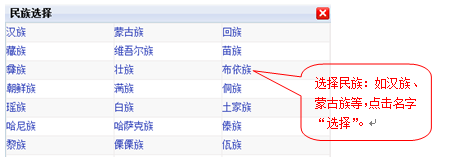 民族选择
汉族 蒙古族 回族
藏族 维吾尔族 苗族
彝族 壮族 布依族
朝鲜族 满族 侗族
瑶族 白族 土家族
哈尼族 哈萨克族 傣族
黎族 傈僳族 佤族
选择民族：如汉族、
蒙古族等，点击名字
“选择”。